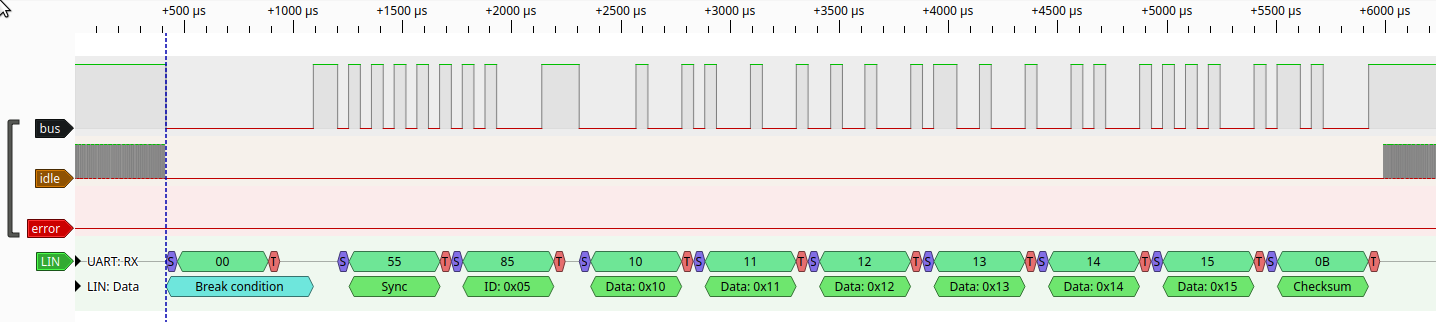 +500 µs +1000 µs +1500 µs +2000 µs +2500 µs +3000 µs +3500 µs +4000 µs +4500 µs +5000 µs +5500 µs +6000 µs
bus
idle
error
LIN UART: RX S 00 T S 55 T S 85 T S 10 T S 11 T S 12 T S 13 T S 14 T S 15 T S 0B T
LIN: Data Break condition Sync ID: 0x05 Data: 0x10 Data: 0x11 Data: 0x12 Data: 0x13 Data: 0x14 Data: 0x15 Checksum